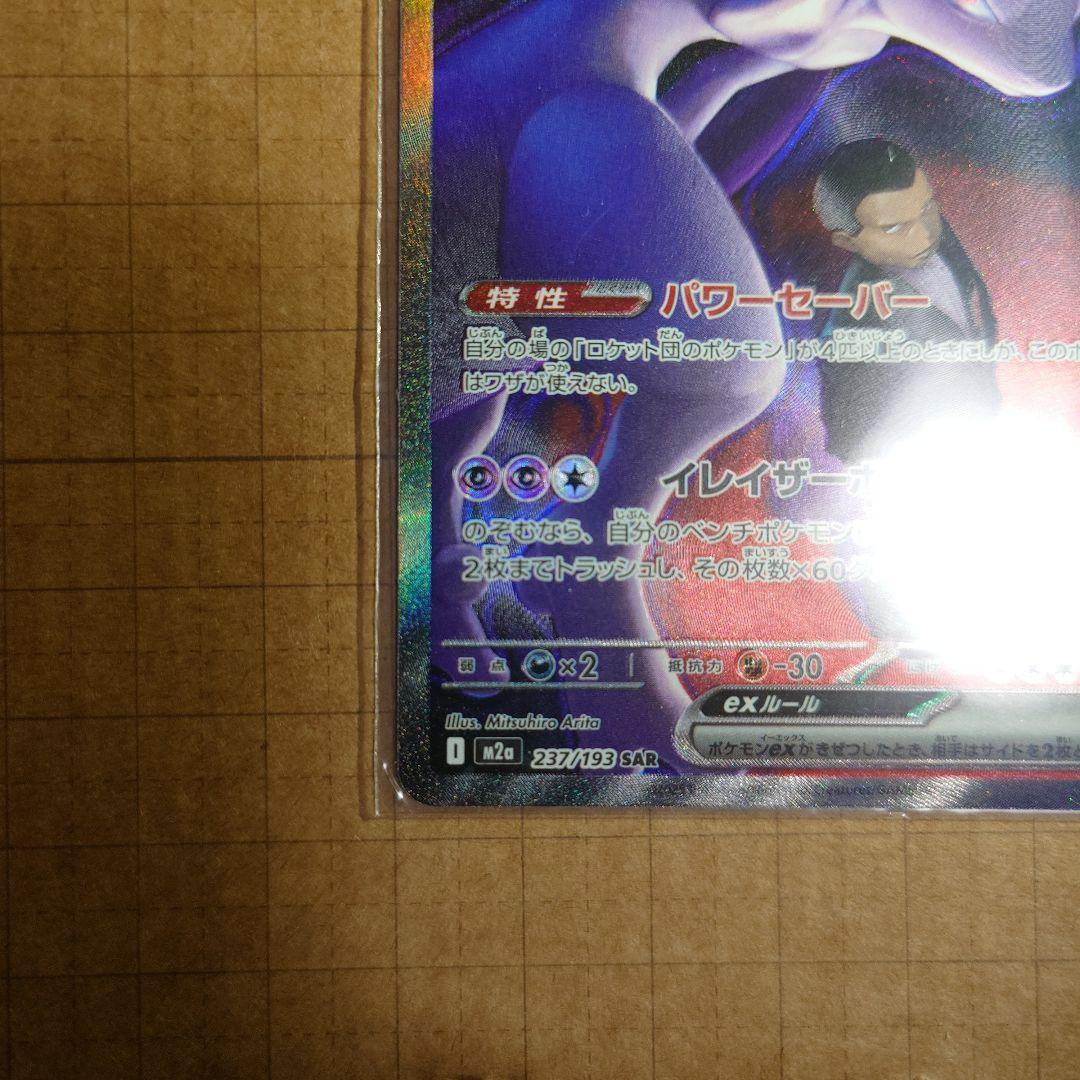 特性 パワーセーバー
自分の場の「ロケット団のポケモン」が4匹以上のときにしか、このポ
はワザが使えない。
イレイザーボ
のぞむなら、自分のベンチポケモン
2枚までトラッシュし、その枚数×60ダ
弱点 ×2 抵抗力 -30
exルール
ポケモンexがきぜつしたとき、相手はサイドを2枚と
Illus. Mitsuhiro Arita
I m2a 237/193 SAR